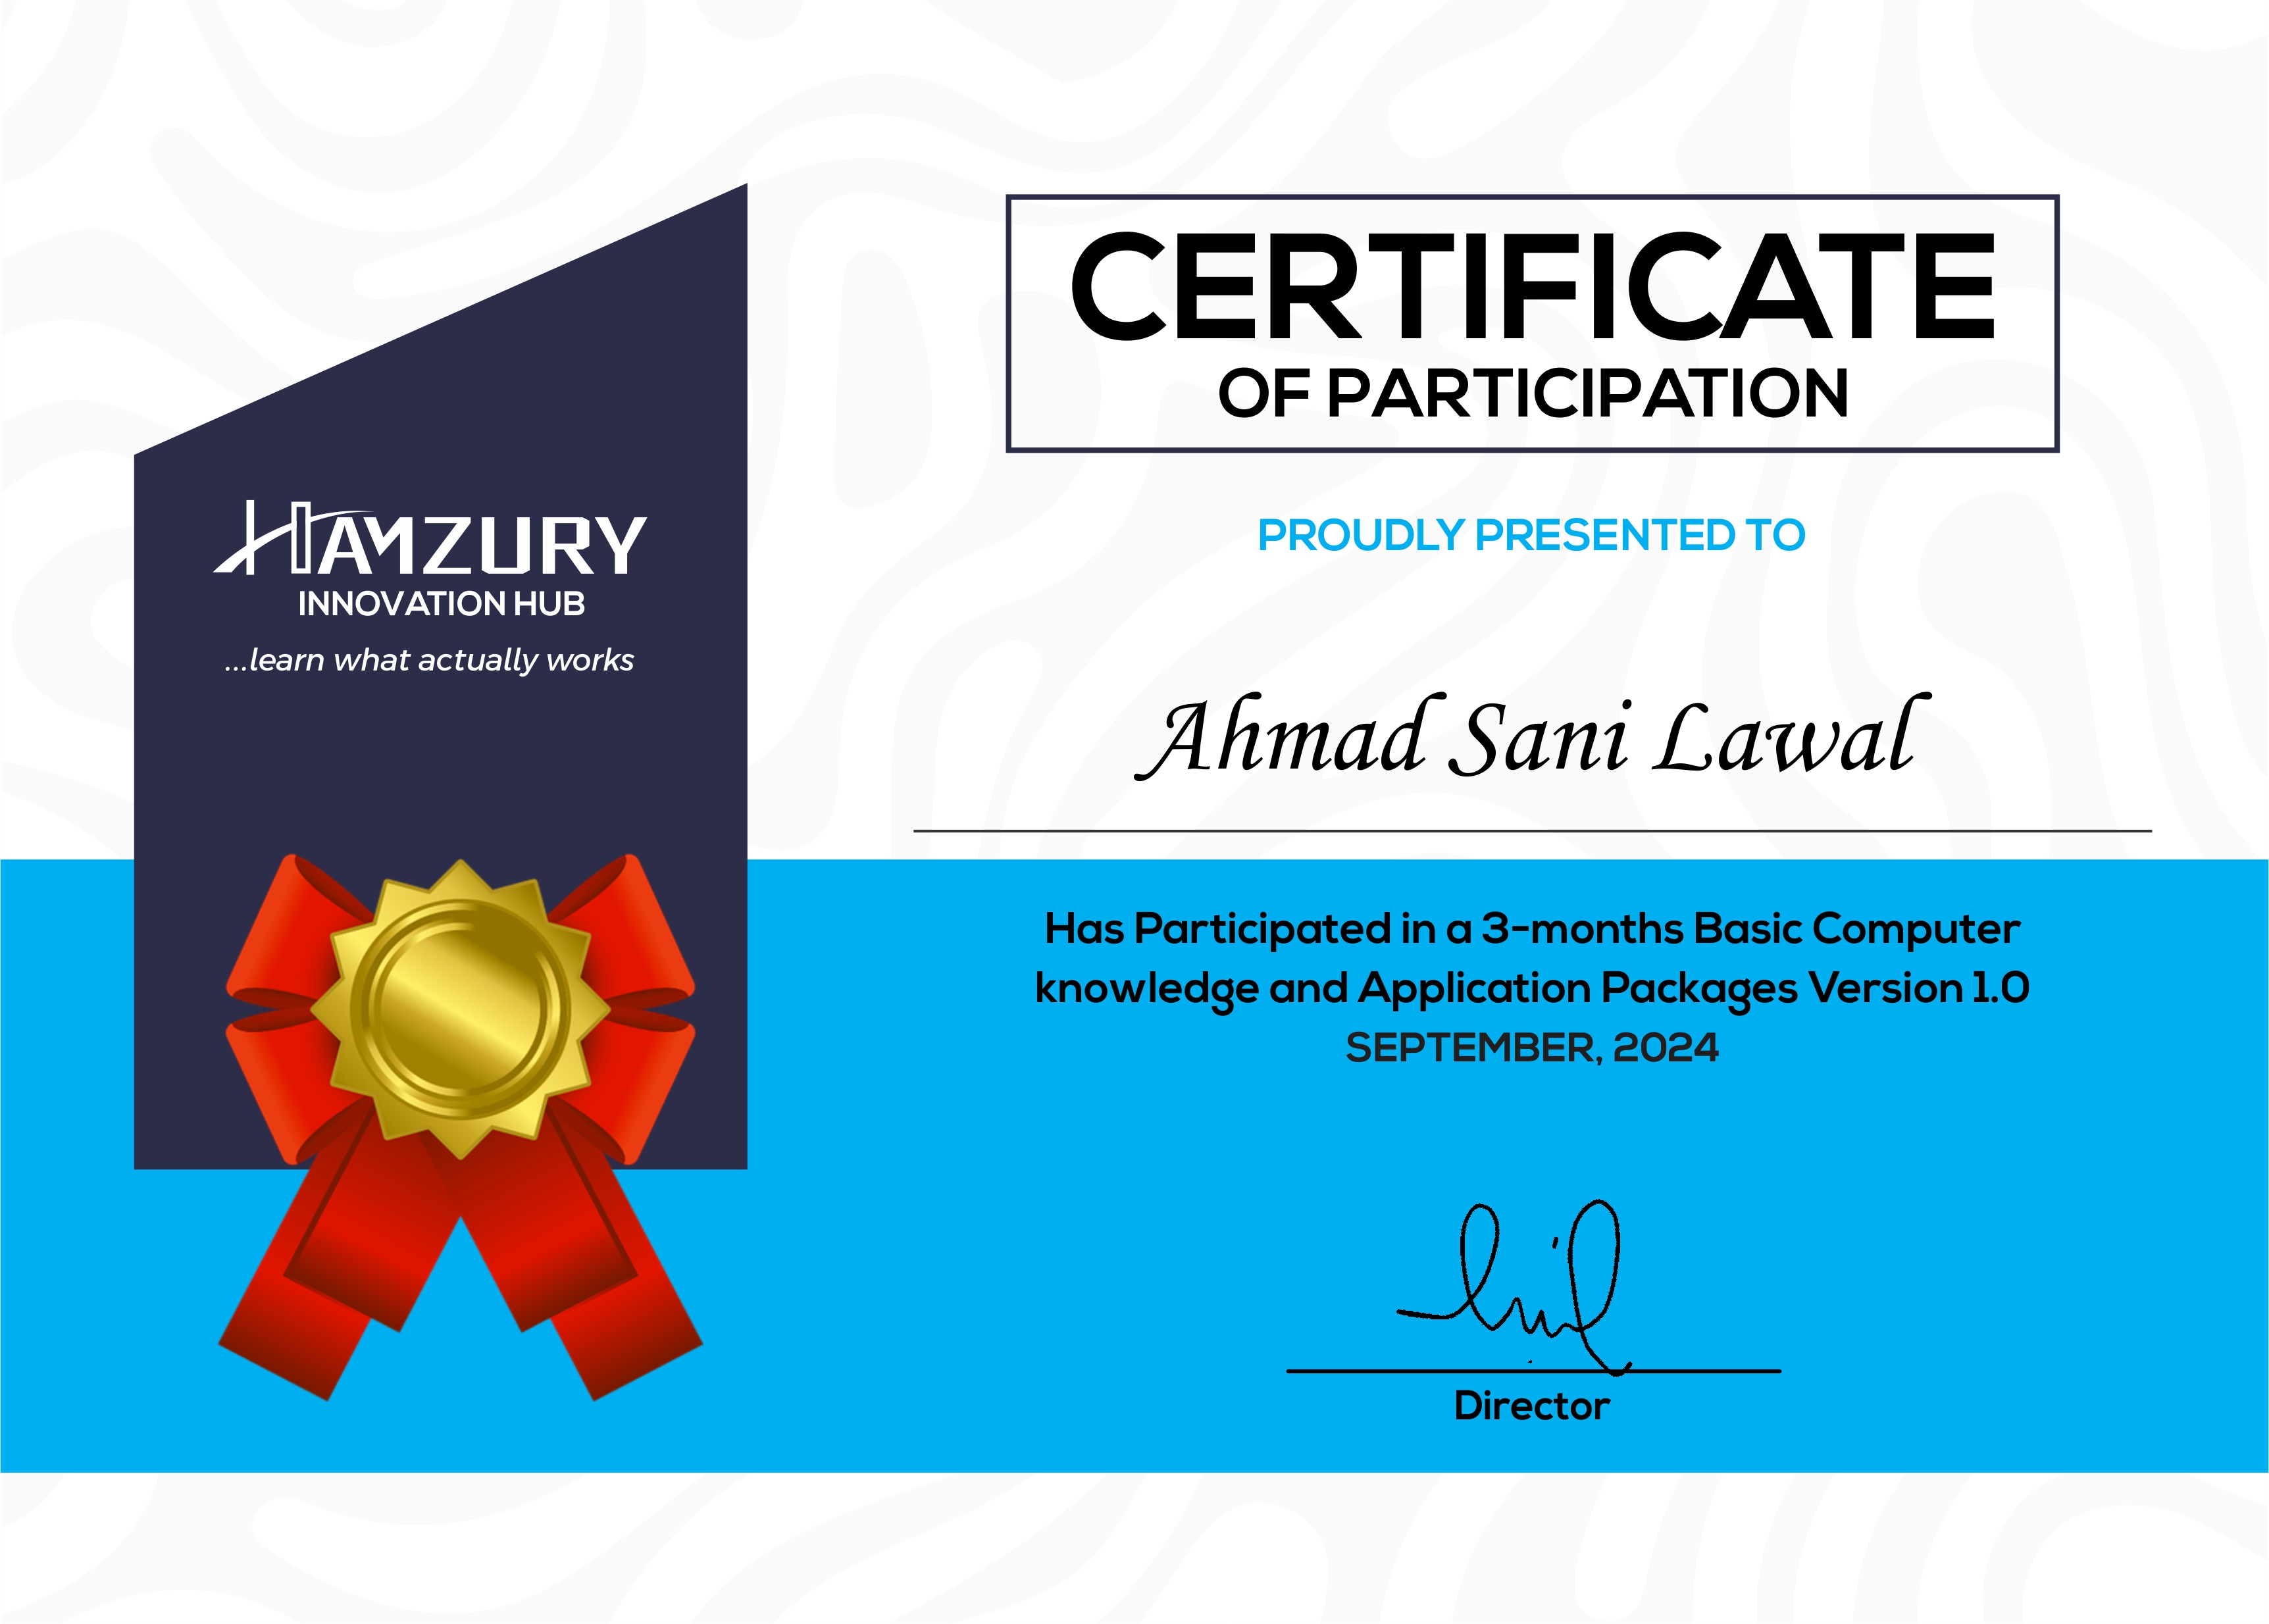 HAMZURY
INNOVATION HUB
...learn what actually works
CERTIFICATE
OF PARTICIPATION
PROUDLY PRESENTED TO
Ahmad Sani Lawal
Has Participated in a 3-months Basic Computer
knowledge and Application Packages Version 1.0
SEPTEMBER, 2024
Director